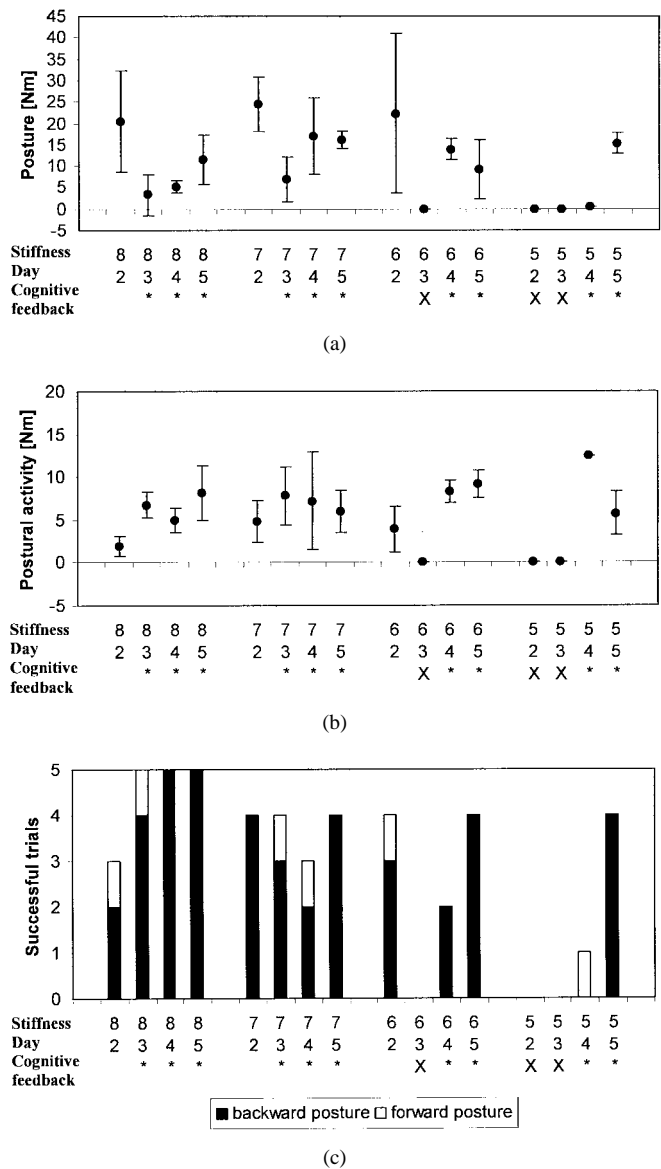 45
40
35
30
25
20
15
10
5
0
-5
Posture [Nm]
Stiffness 8 8 8 8 7 7 7 7 6 6 6 6 5 5 5 5
Day 2 3 4 5 2 3 4 5 2 3 4 5 2 3 4 5
Cognitive feedback * * * * * * X * * X X * *
(a)
20
15
10
5
0
-5
Postural activity [Nm]
Stiffness 8 8 8 8 7 7 7 7 6 6 6 6 5 5 5 5
Day 2 3 4 5 2 3 4 5 2 3 4 5 2 3 4 5
Cognitive feedback * * * * * * X * * X X * *
(b)
5
4
3
2
1
0
Successful trials
Stiffness 8 8 8 8 7 7 7 7 6 6 6 6 5 5 5 5
Day 2 3 4 5 2 3 4 5 2 3 4 5 2 3 4 5
Cognitive feedback * * * * * * X * * X X * *
backward posture forward posture
(c)